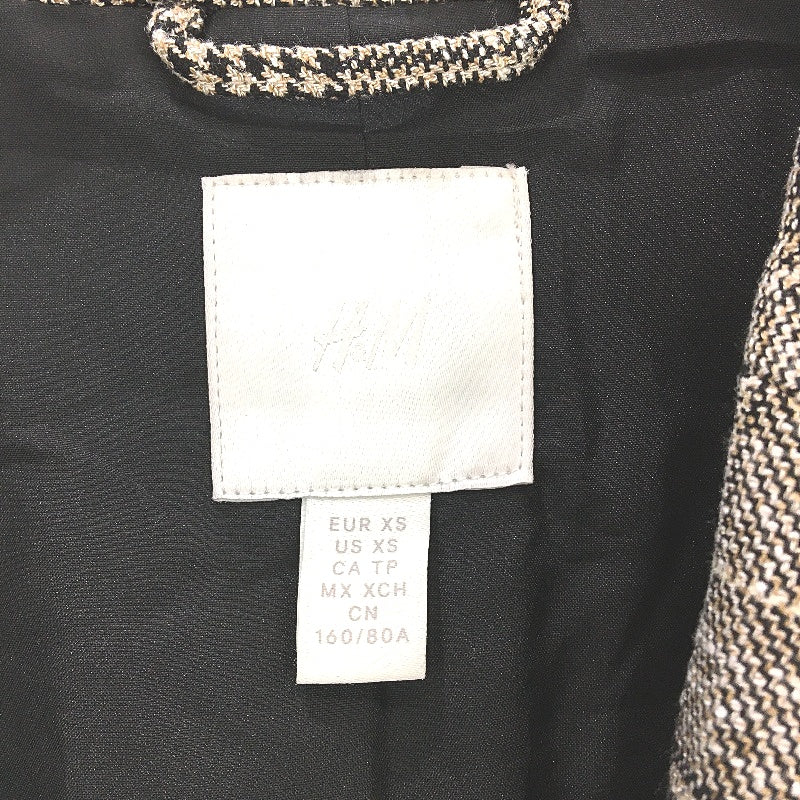 H&M
EUR XS
US XS
CA TP
MX XCH
CN
160/80A